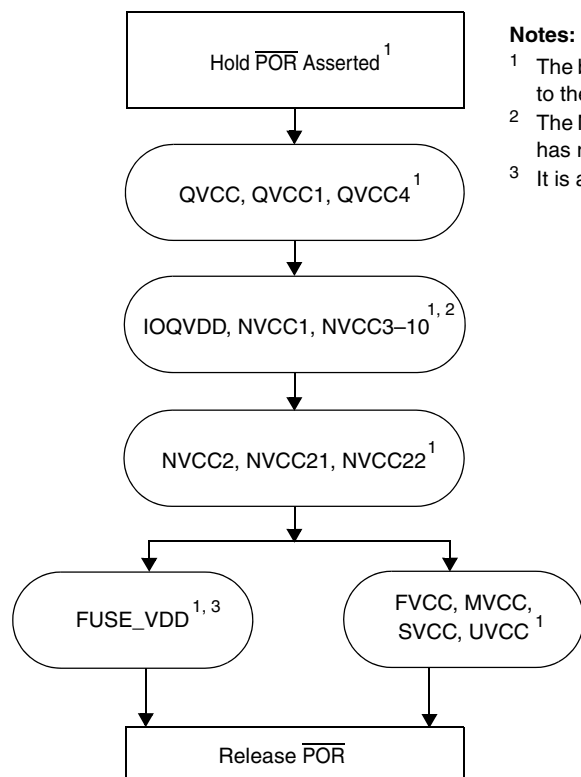 Hold POR Asserted 1
QVCC, QVCC1, QVCC4 1
IOQVDD, NVCC1, NVCC3–10 1, 2
NVCC2, NVCC21, NVCC22 1
FUSE_VDD 1, 3
FVCC, MVCC,
SVCC, UVCC 1
Release POR
Notes:
1 The
to the
2 The
has
3 It is